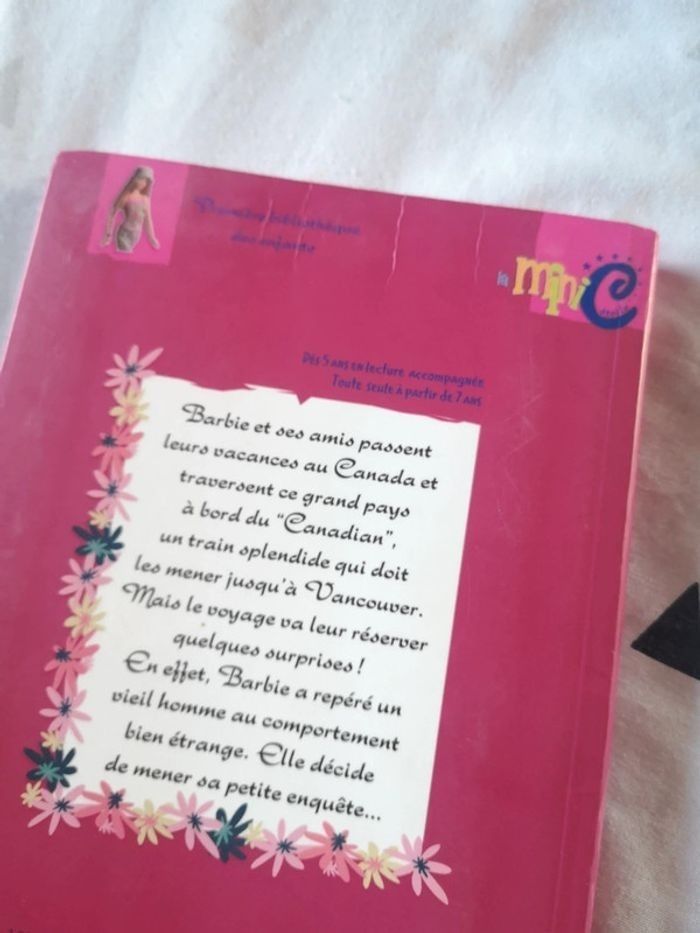 Première bibliothèque
des enfants
la mini C
Dès 5 ans en lecture accompagnée
Toute seule à partir de 7 ans
Barbie et ses amis passent
leurs vacances au Canada et
traversent ce grand pays
à bord du "Canadian",
un train splendide qui doit
les mener jusqu'à Vancouver.
Mais le voyage va leur réserver
quelques surprises !
En effet, Barbie a repéré un
vieil homme au comportement
bien étrange. Elle décide
de mener sa petite enquête...